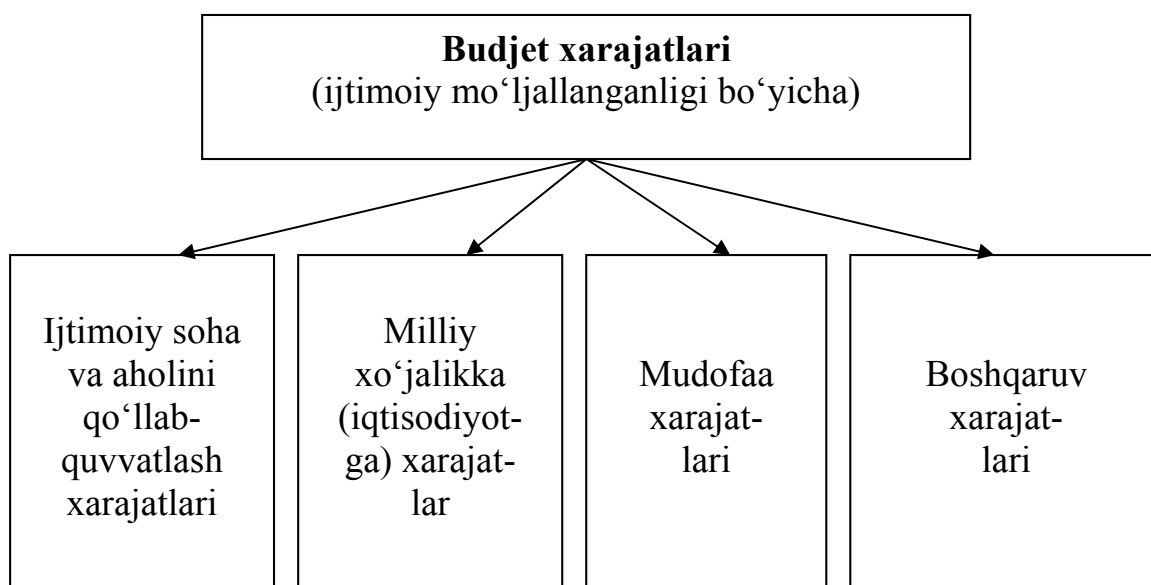 Budjet xarajatlari
(ijtimoiy mo‘ljallanganligi bo‘yicha)
Ijtimoiy soha
va aholini
qo‘llab-
quvvatlash
xarajatlari
Milliy
xo‘jalikka
(iqtisodiyot-
ga) xarajat-
lar
Mudofaa
xarajat-
lari
Boshqaruv
xarajat-
lari